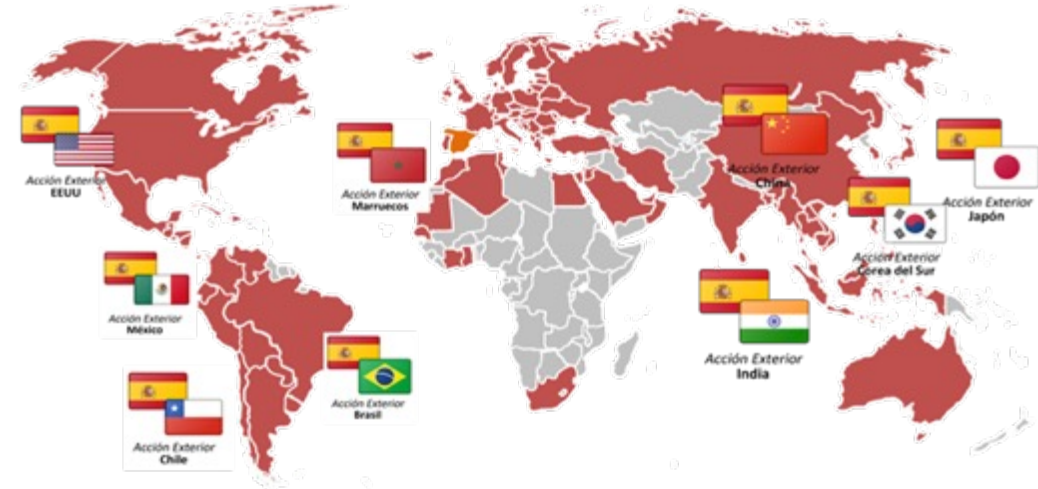 Acción Exterior
EEUU
Acción Exterior
Marruecos
Acción Exterior
China
Acción Exterior
Japón
Acción Exterior
Corea del Sur
Acción Exterior
México
Acción Exterior
Brasil
Acción Exterior
India
Acción Exterior
Chile